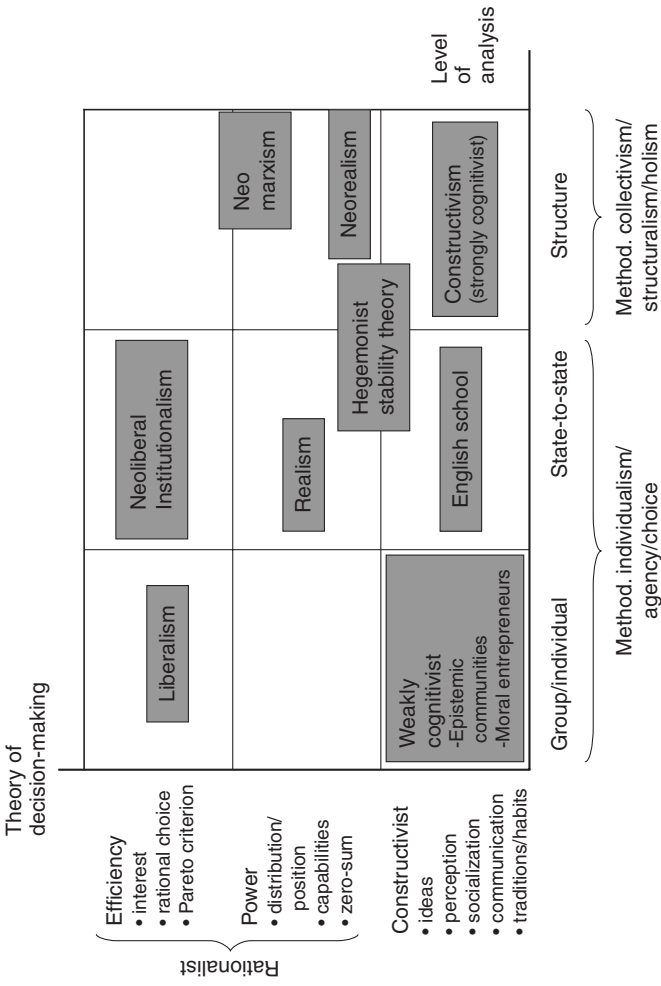 Theory of
decision-making
Rationalist
Efficiency
• interest
• rational choice
• Pareto criterion
Power
• distribution/
position
• capabilities
• zero-sum
Constructivist
• ideas
• perception
• socialization
• communication
• traditions/habits
Liberalism
Neoliberal
Institutionalism
Neo
marxism
Realism
Hegemonist
stability theory
Neorealism
Weakly
cognitivist
-Epistemic
communities
-Moral entrepreneurs
English school
Constructivism
(strongly cognitivist)
Level
of
analysis
Group/individual
State-to-state
Structure
Method. individualism/
agency/choice
Method. collectivism/
structuralism/holism